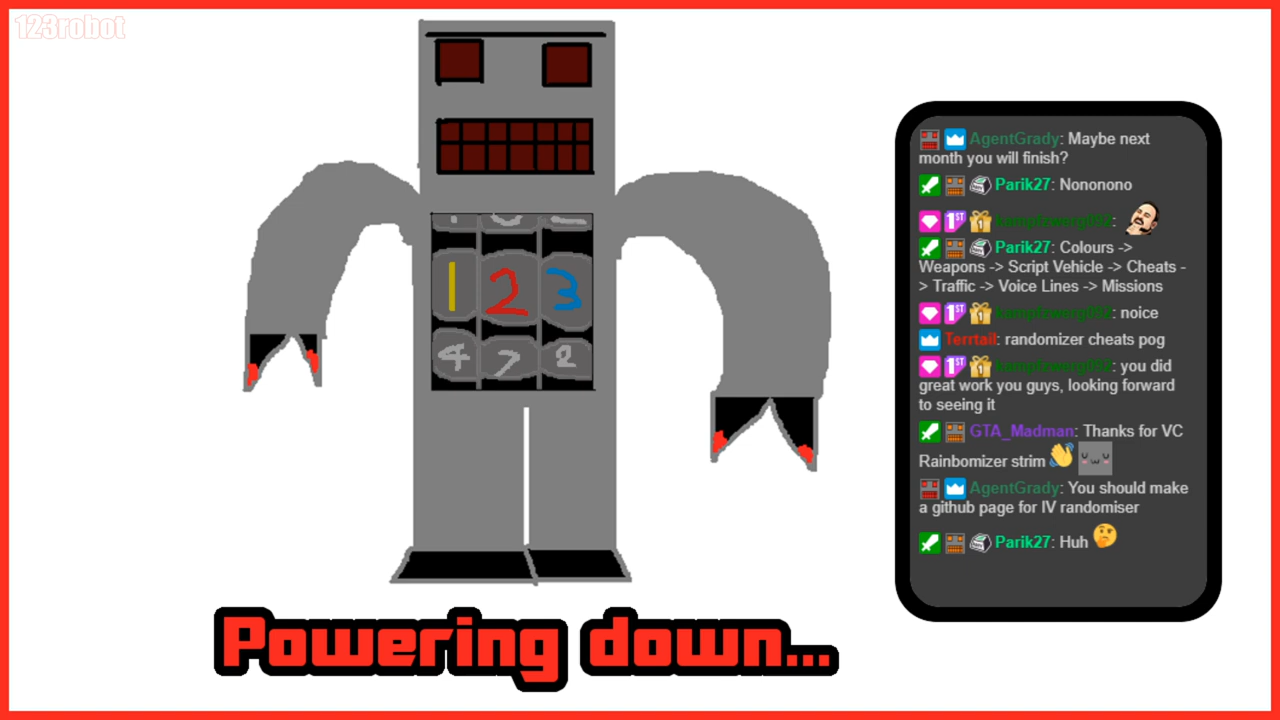 123robot
1 2 3
4 7 2
AgentGrady: Maybe next
month you will finish?
Parik27: Nononono
kampfzwerg092:
Parik27: Colours ->
Weapons -> Script Vehicle -> Cheats -
> Traffic -> Voice Lines -> Missions
kampfzwerg092: noice
Terrtail: randomizer cheats pog
kampfzwerg092: you did
great work you guys, looking forward
to seeing it
GTA_Madman: Thanks for VC
Rainbomizer strim
AgentGrady: You should make
a github page for IV randomiser
Parik27: Huh
Powering down...